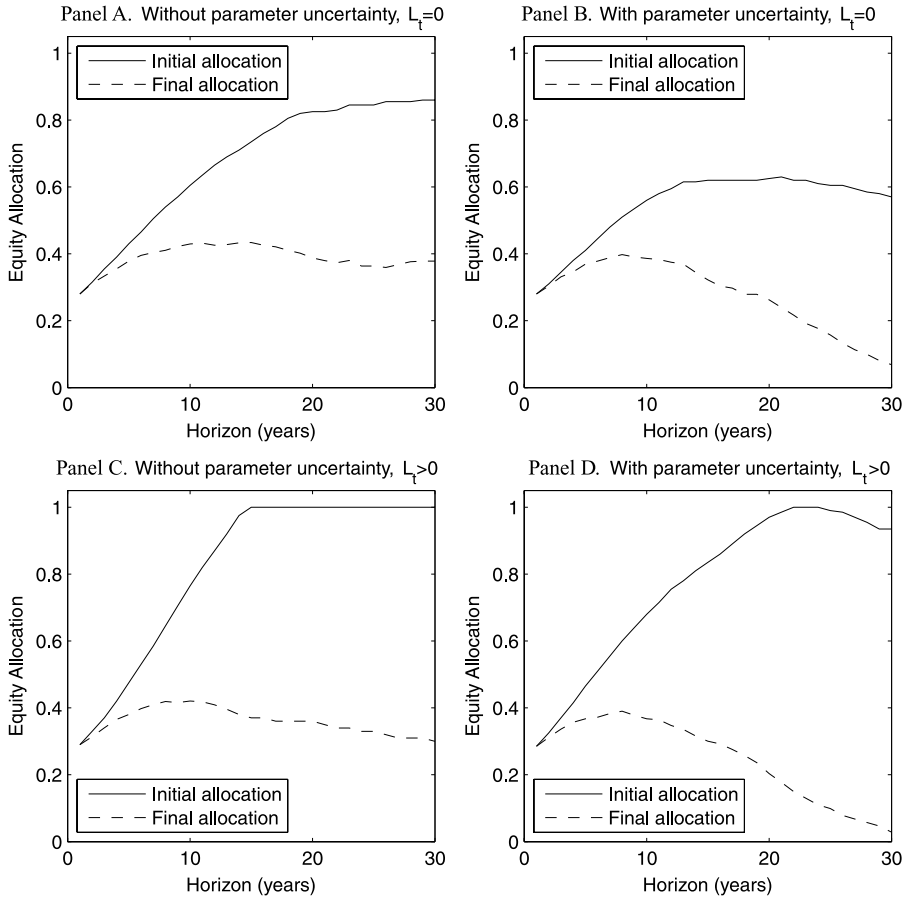 Panel A. Without parameter uncertainty, L_t=0
Initial allocation
Final allocation
1
0.8
0.6
0.4
0.2
0
Equity Allocation
0
10
20
30
Horizon (years)
Panel B. With parameter uncertainty, L_t=0
Initial allocation
Final allocation
1
0.8
0.6
0.4
0.2
0
Equity Allocation
0
10
20
30
Horizon (years)
Panel C. Without parameter uncertainty, L_t>0
1
0.8
0.6
0.4
0.2
0
Equity Allocation
Initial allocation
Final allocation
0
10
20
30
Horizon (years)
Panel D. With parameter uncertainty, L_t>0
1
0.8
0.6
0.4
0.2
0
Equity Allocation
Initial allocation
Final allocation
0
10
20
30
Horizon (years)